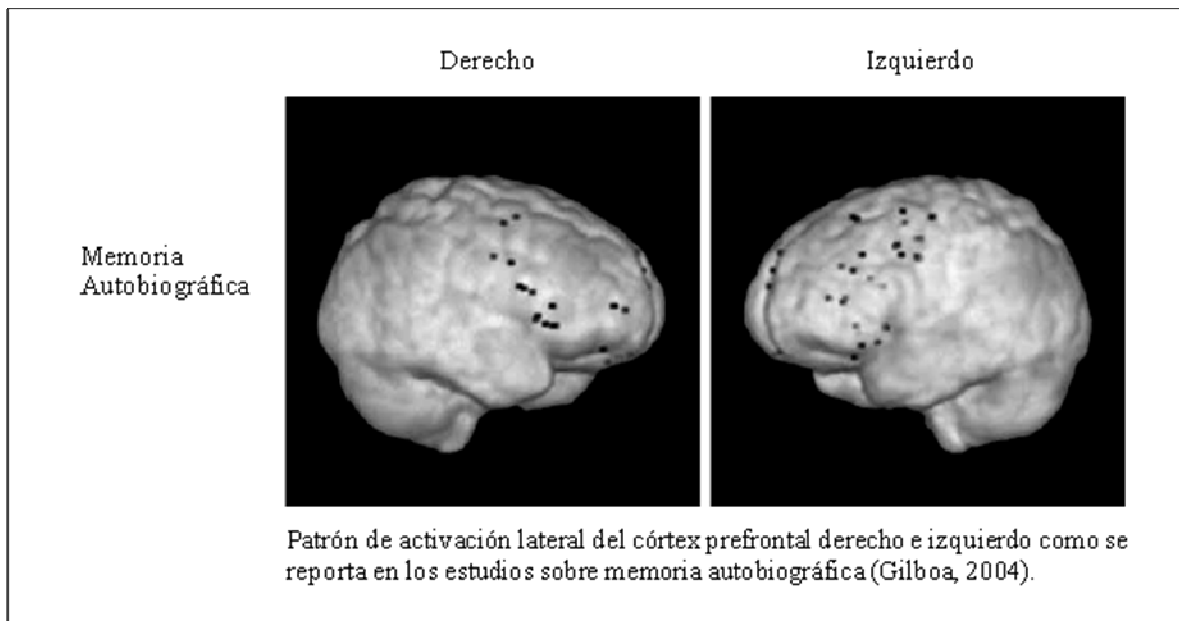 Derecho
Izquierdo
Memoria
Autobiográfica
Patrón de activación lateral del córtex prefrontal derecho e izquierdo como se
reporta en los estudios sobre memoria autobiográfica (Gilboa, 2004).